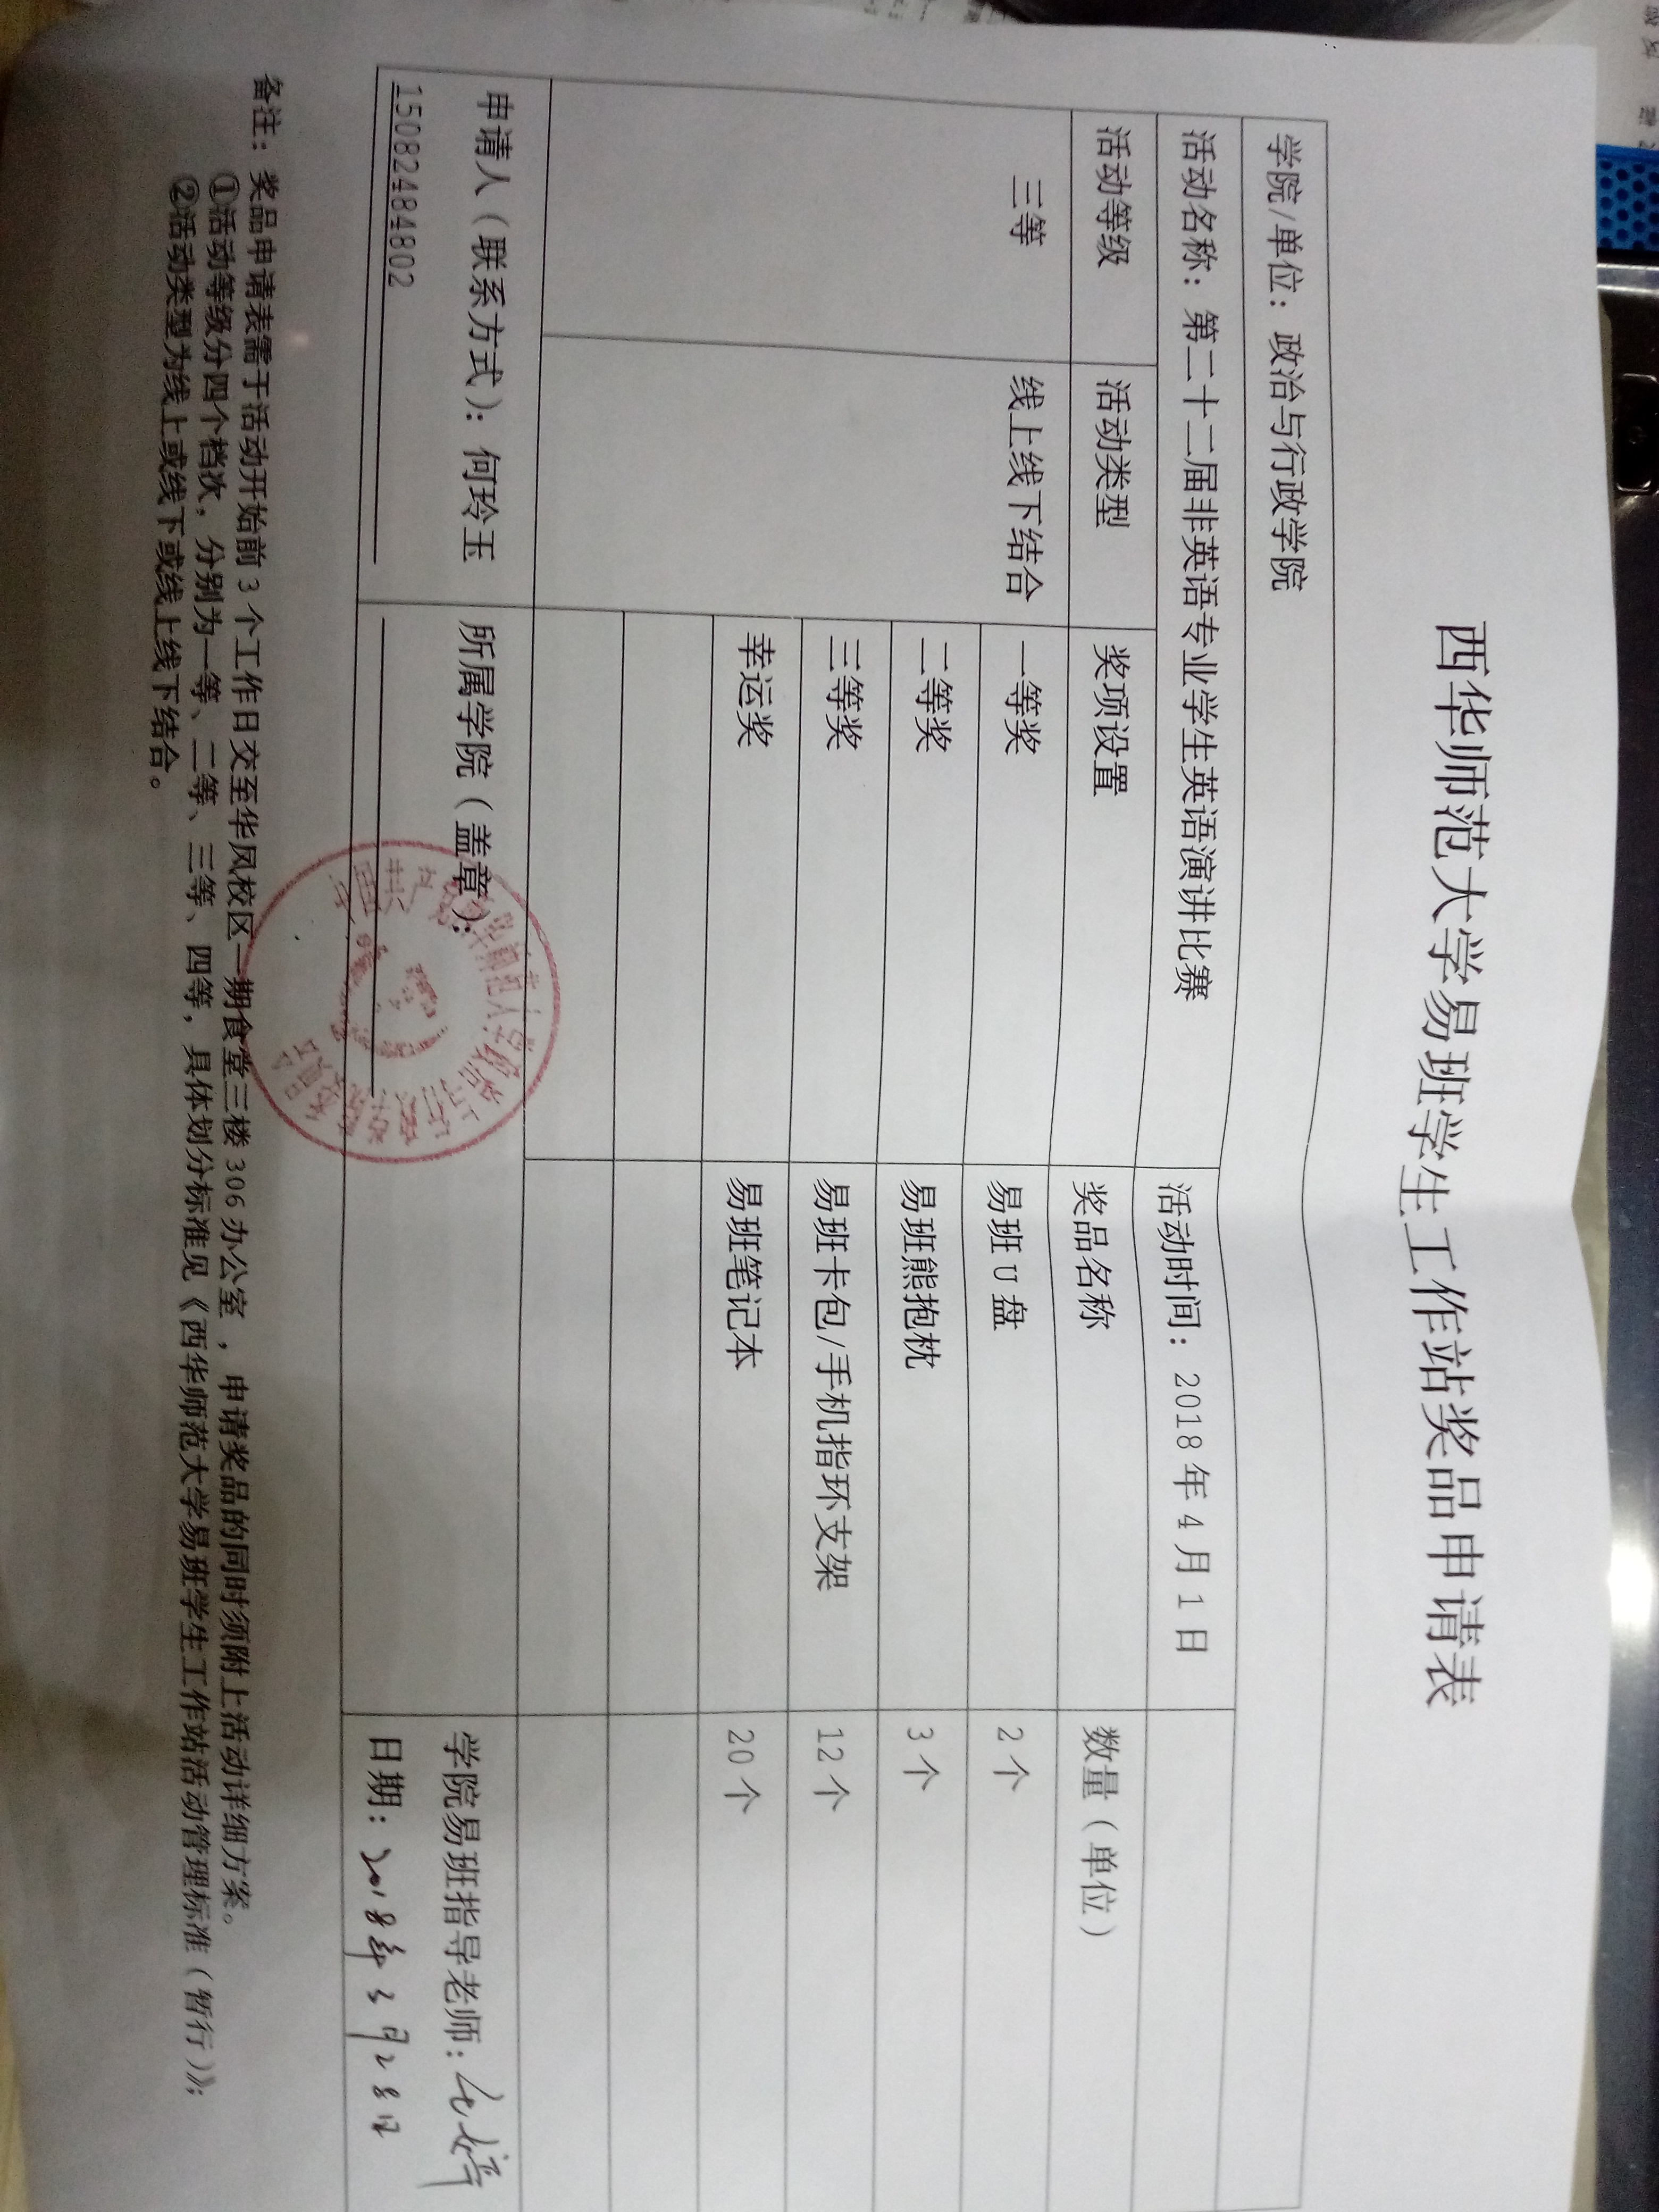 西华师范大学易班学生工作站奖品申请表
学院/单位：政治与行政学院
活动名称：第二十二届非英语专业学生英语演讲比赛 活动时间：2018年4月1日
活动等级 活动类型 奖项设置 奖品名称 数量（单位）
三等 线上线下结合 一等奖 易班U盘 2个
二等奖 易班熊抱枕 3个
三等奖 易班卡包/手机指环支架 12个
幸运奖 易班笔记本 20个
申请人（联系方式）：何玲玉 所属学院（盖章）： 学院易班指导老师：
15082484802 日期：2018年3月28日
备注：奖品申请表需于活动开始前3个工作日交至华凤校区一期食堂三楼306办公室，申请奖品的同时须附上活动详细方案。
①活动等级分四个档次，分别为一等、二等、三等、四等，具体划分标准见《西华师范大学易班学生工作站活动管理标准（暂行）》；
②活动类型为线上或线下或线上线下结合。